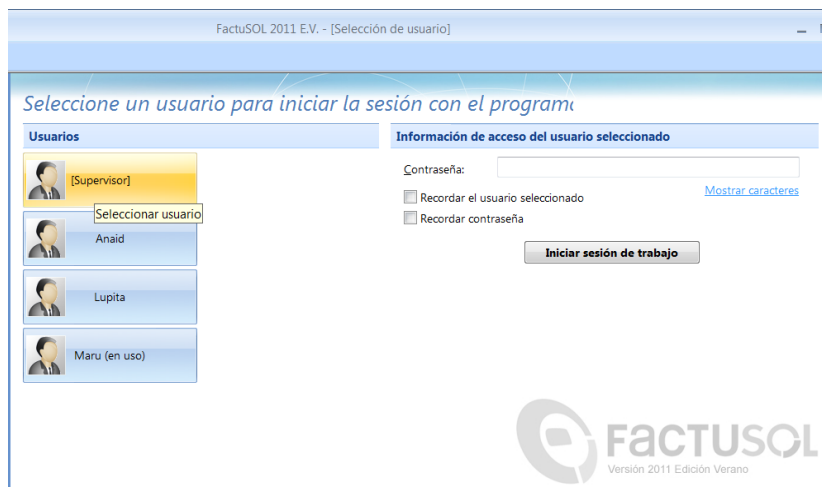 FactuSOL 2011 E.V. - [Selección de usuario]
Seleccione un usuario para iniciar la sesión con el
Usuarios
[Supervisor]
Seleccionar usuario
Anaid
Lupita
Maru (en uso)
Información de acceso del usuario seleccionado
Contraseña:
Mostrar caracteres
Recordar el usuario seleccionado
Recordar contraseña
Iniciar sesión de trabajo
FACTUSOL
Versión 2011 Edición Verano